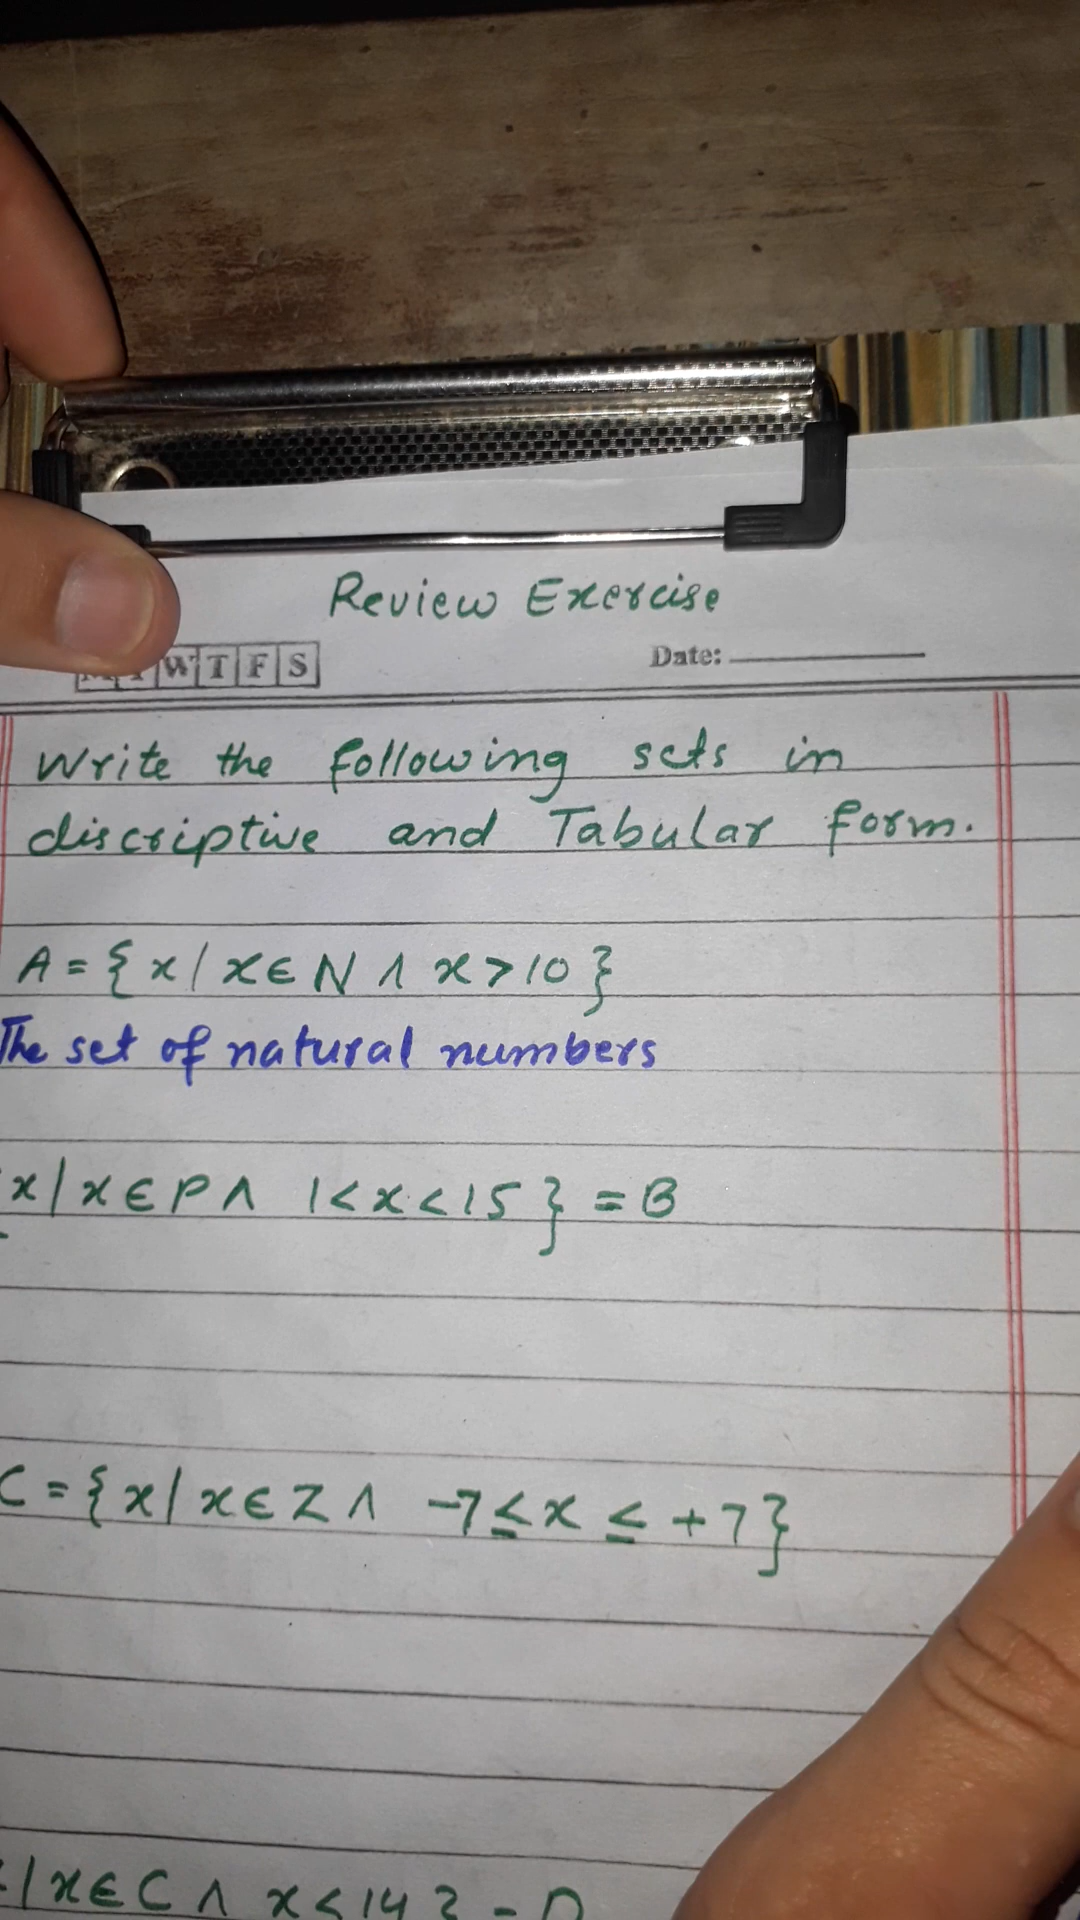 Review Exercise
W T F S Date:
Write the following sets in
discriptive and Tabular form.
A = { x / x ∈ N ∧ x > 10 }
The set of natural numbers
x / x ∈ P ∧ 1 < x < 15 } = B
C = { x / x ∈ Z ∧ -7 ≤ x ≤ +7 }
/ x ∈ C ∧ x < 14